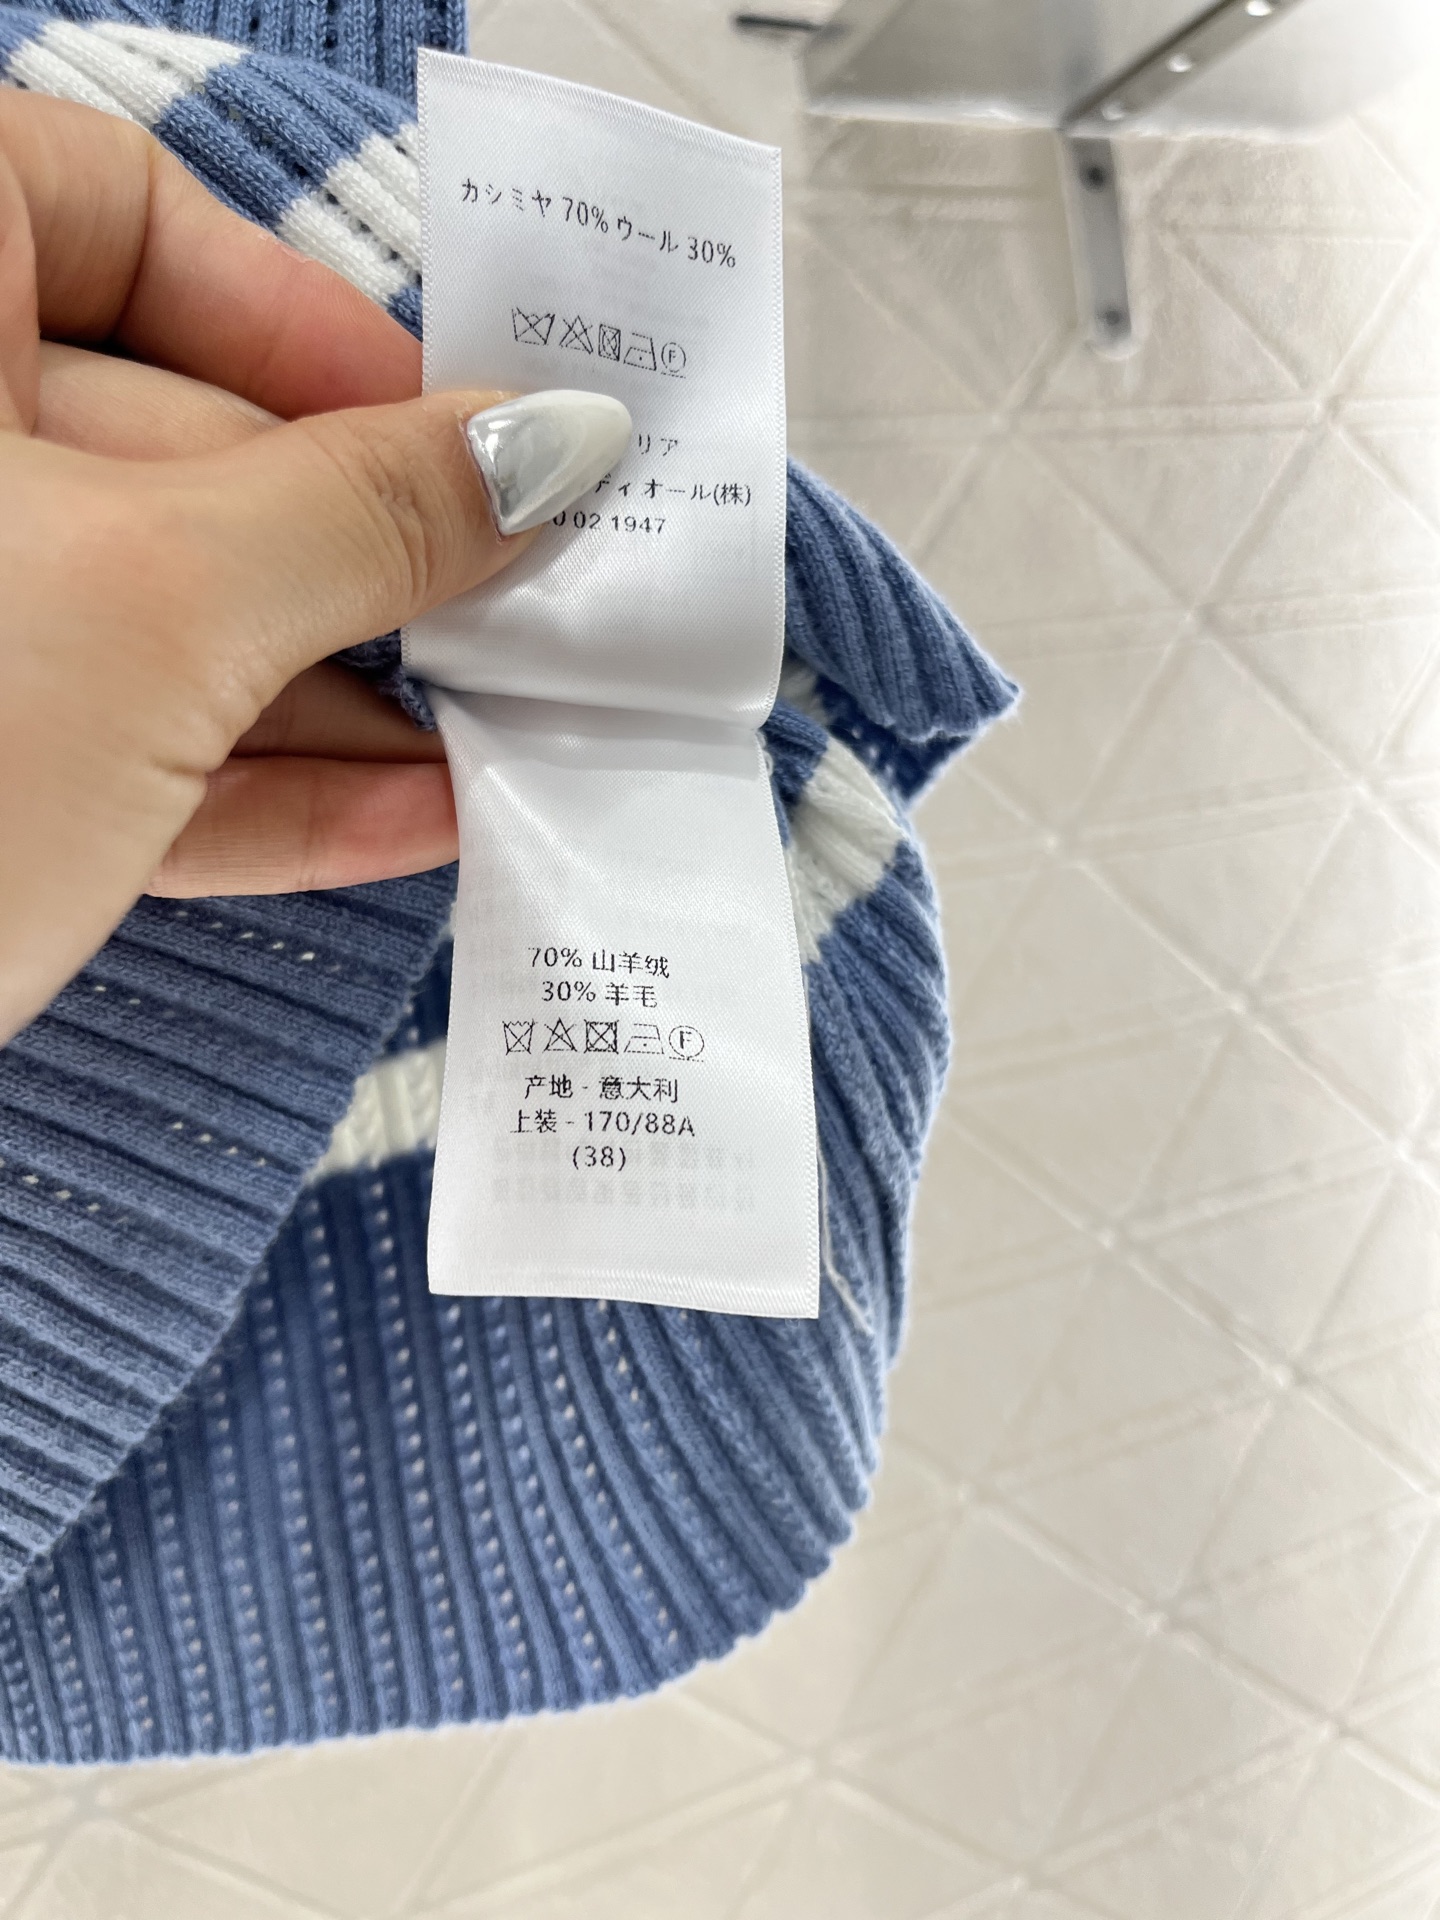 カシミヤ 70% ウール 30%
F
リア
ディオール(株)
0 02 1947
70% 山羊绒
30% 羊毛
F
产地 - 意大利
上装 - 170/88A
(38)